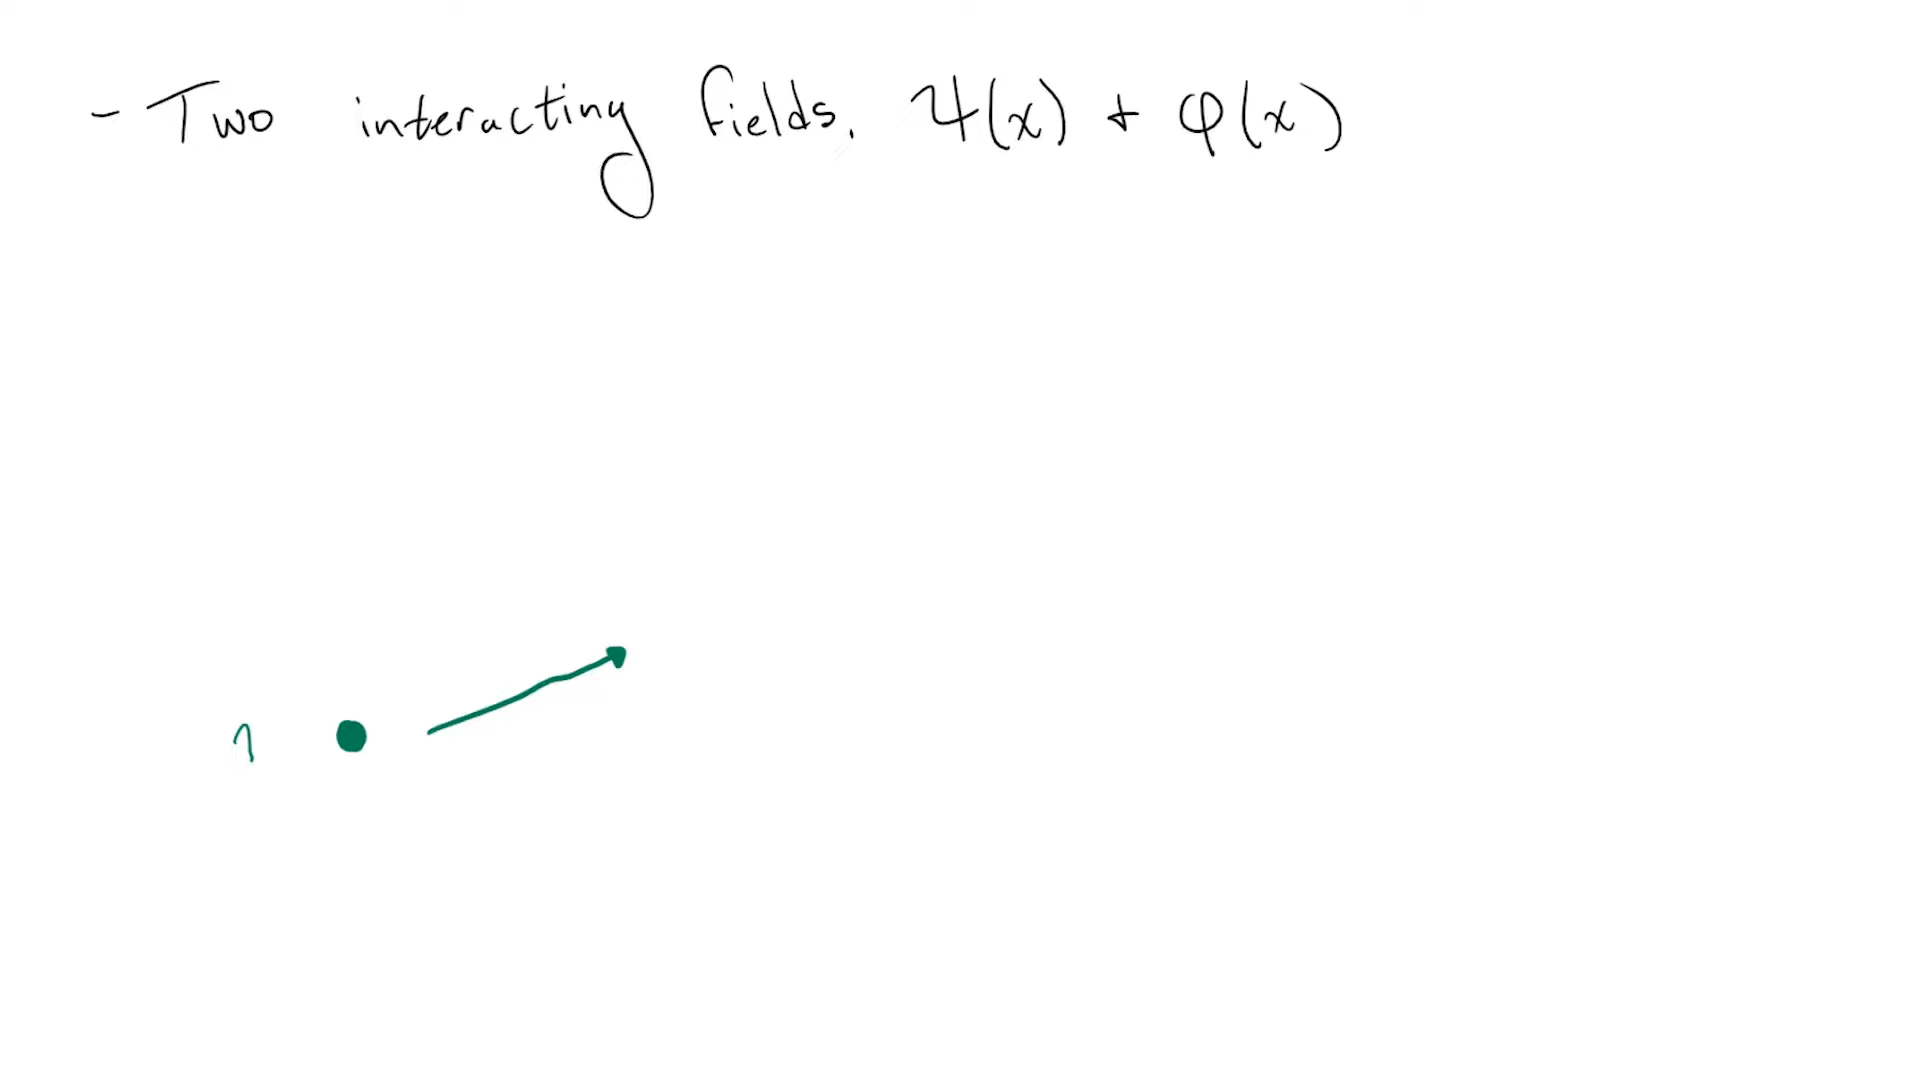 - Two interacting fields, Ψ(x) + φ(x)